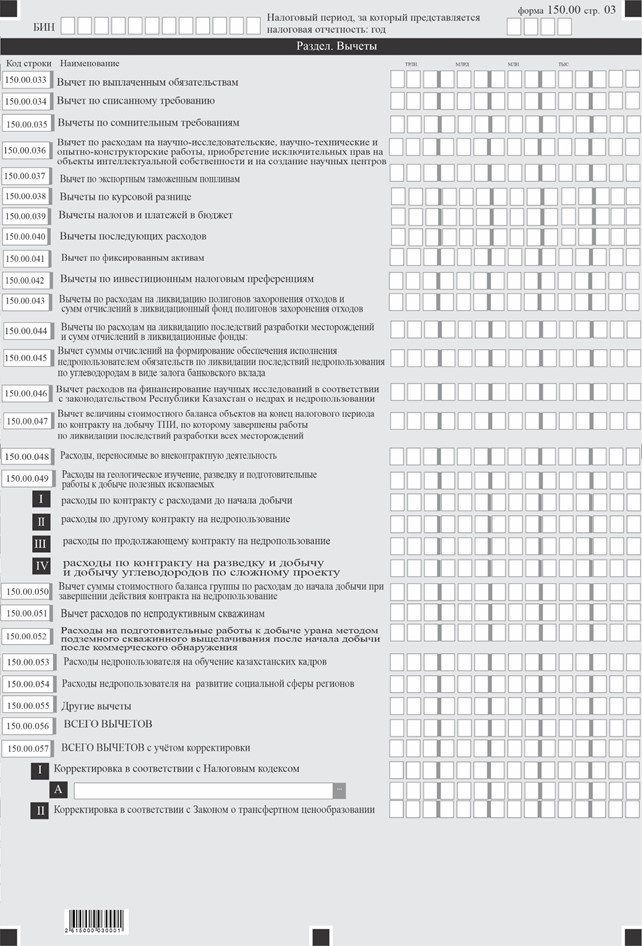 форма 150.00 стр. 03
БИН
Налоговый период, за который представляется
налоговая отчетность: год
Раздел. Вычеты
Код строки Наименование ТРЛН. МЛРД МЛН. ТЫС
150.00.033 Вычет по выплаченным обязательствам
150.00.034 Вычет по списанному требованию
150.00.035 Вычеты по сомнительным требованиям
150.00.036 Вычет по расходам на научно-исследовательские, научно-технические и
опытно-конструкторские работы, приобретение исключительных прав на
объекты интеллектуальной собственности и на создание научных центров
150.00.037 Вычет по экспортным таможенным пошлинам
150.00.038 Вычеты по курсовой разнице
150.00.039 Вычеты налогов и платежей в бюджет
150.00.040 Вычеты последующих расходов
150.00.041 Вычет по фиксированным активам
150.00.042 Вычеты по инвестиционным налоговым преференциям
150.00.043 Вычеты по расходам на ликвидацию полигонов захоронения отходов и
сумм отчислений в ликвидационный фонд полигонов захоронения отходов
150.00.044 Вычеты по расходам на ликвидацию последствий разработки месторождений
и сумм отчислений в ликвидационные фонды:
150.00.045 Вычет суммы отчислений на формирование обеспечения исполнения
недропользователем обязательств по ликвидации последствий недропользования
по углеводородам в виде залога банковского вклада
150.00.046 Вычет расходов на финансирование научных исследований в соответствии
с законодательством Республики Казахстан о недрах и недропользовании
150.00.047 Вычет величины стоимостного баланса объектов на конец налогового периода
по контракту на добычу ТПИ, по которому завершены работы
по ликвидации последствий разработки всех месторождений
150.00.048 Расходы, переносимые во внеконтрактную деятельность
150.00.049 Расходы на геологическое изучение, разведку и подготовительные
работы к добыче полезных ископаемых
I расходы по контракту с расходами до начала добычи
II расходы по другому контракту на недропользование
III расходы по продолжающему контракту на недропользование
IV расходы по контракту на разведку и добычу
и добычу углеводородов по сложному проекту
150.00.050 Вычет суммы стоимостного баланса группы по расходам до начала добычи при
завершении действия контракта на недропользование
150.00.051 Вычет расходов по непродуктивным скважинам
150.00.052 Расходы на подготовительные работы к добыче урана методом
подземного скважинного выщелачивания после начала добычи
после коммерческого обнаружения
150.00.053 Расходы недропользователя на обучение казахстанских кадров
150.00.054 Расходы недропользователя на развитие социальной сферы регионов
150.00.055 Другие вычеты
150.00.056 ВСЕГО ВЫЧЕТОВ
150.00.057 ВСЕГО ВЫЧЕТОВ с учётом корректировки
I Корректировка в соответствии с Налоговым кодексом
A
II Корректировка в соответствии с Законом о трансфертном ценообразовании